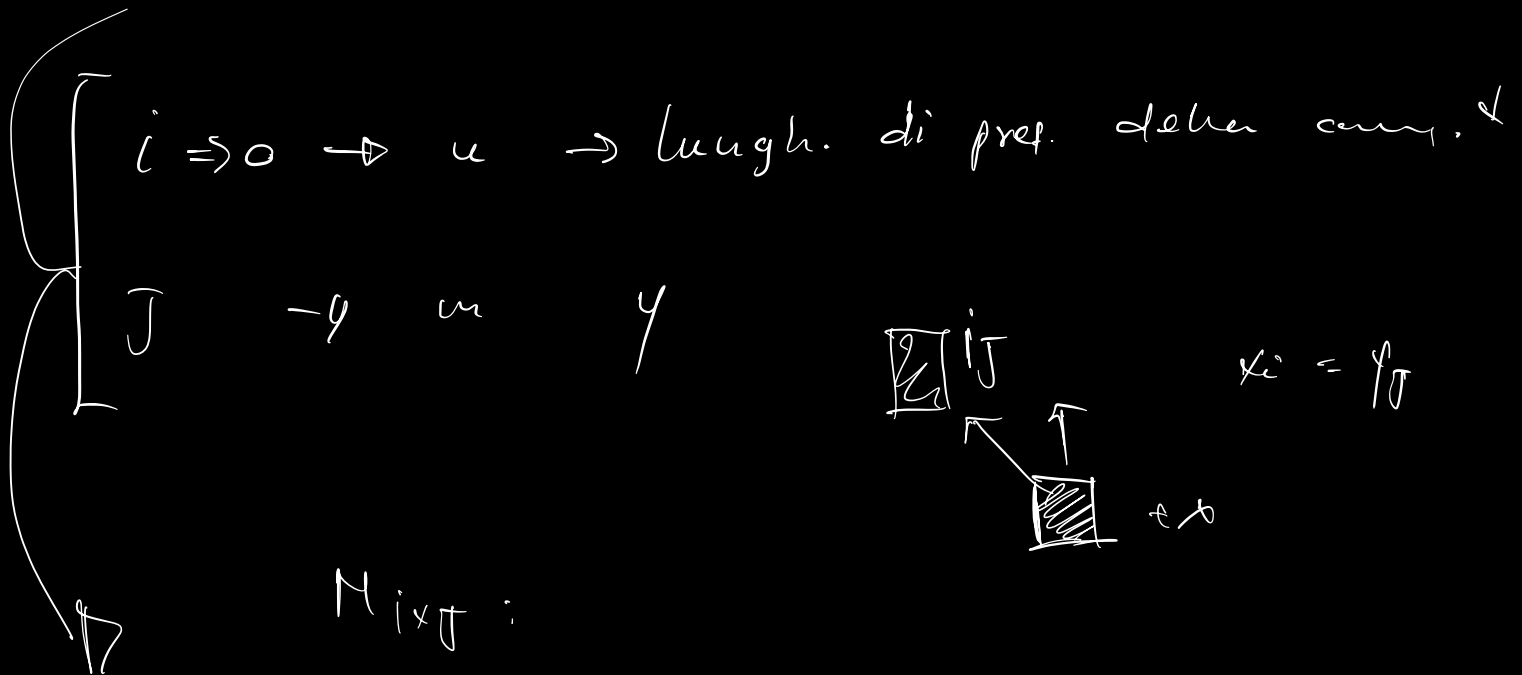 i => 0 → n → lungh. di pref. della
J → m y
iJ
xi = yJ
M i×J :